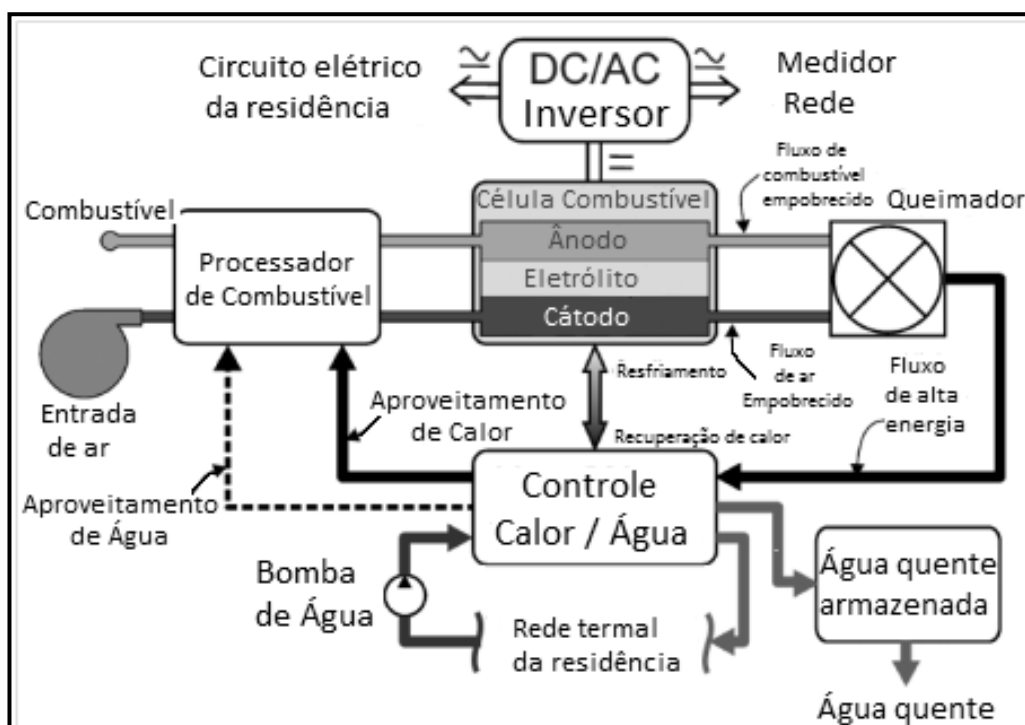 Circuito elétrico
da residência
≃
DC/AC
Inversor
≃
Medidor
Rede
=
Fluxo de
combustível
empobrecido
Queimador
Combustível
Processador
de Combustível
Célula Combustível
Ânodo
Eletrólito
Cátodo
Entrada
de ar
Aproveitamento
de Calor
Resfriamento
Recuperação de calor
Fluxo
de ar
Empobrecido
Fluxo
de alta
energia
Aproveitamento
de Água
Controle
Calor / Água
Bomba
de Água
Rede termal
da residência
Água quente
armazenada
Água quente